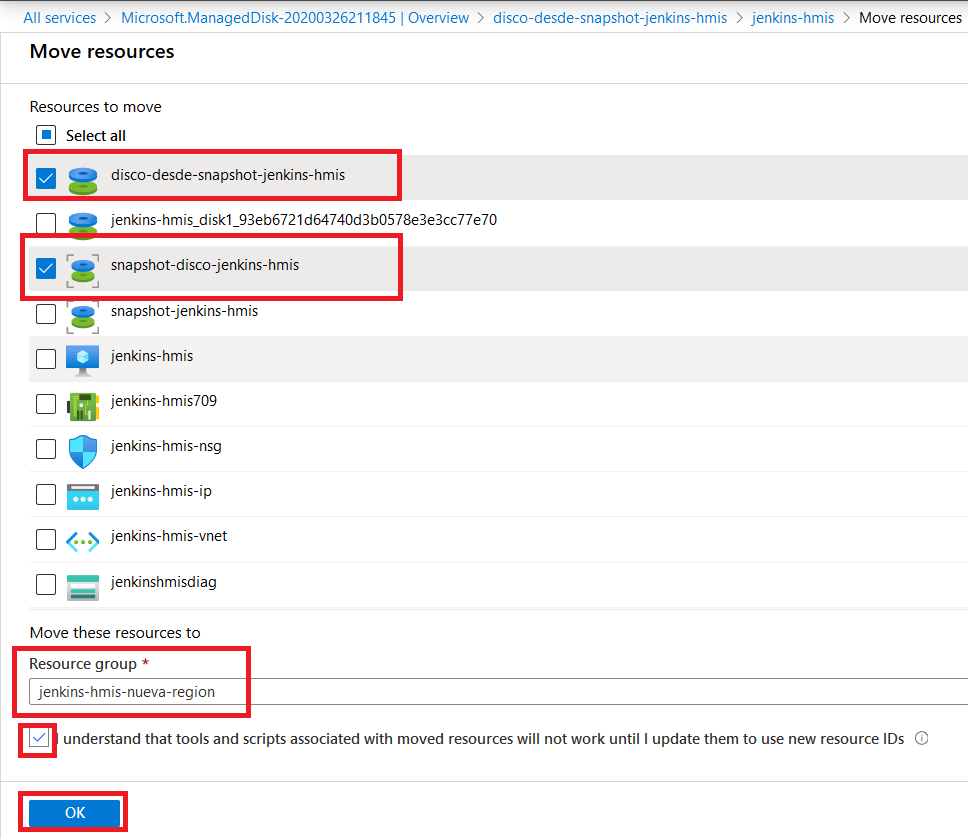 All services > Microsoft.ManagedDisk-20200326211845 | Overview > disco-desde-snapshot-jenkins-hmis > jenkins-hmis > Move resources
Move resources
Resources to move
Select all
disco-desde-snapshot-jenkins-hmis
jenkins-hmis_disk1_93eb6721d64740d3b0578e3e3cc77e70
snapshot-disco-jenkins-hmis
snapshot-jenkins-hmis
jenkins-hmis
jenkins-hmis709
jenkins-hmis-nsg
jenkins-hmis-ip
jenkins-hmis-vnet
jenkinshmisdiag
Move these resources to
Resource group *
jenkins-hmis-nueva-region
I understand that tools and scripts associated with moved resources will not work until I update them to use new resource IDs
OK